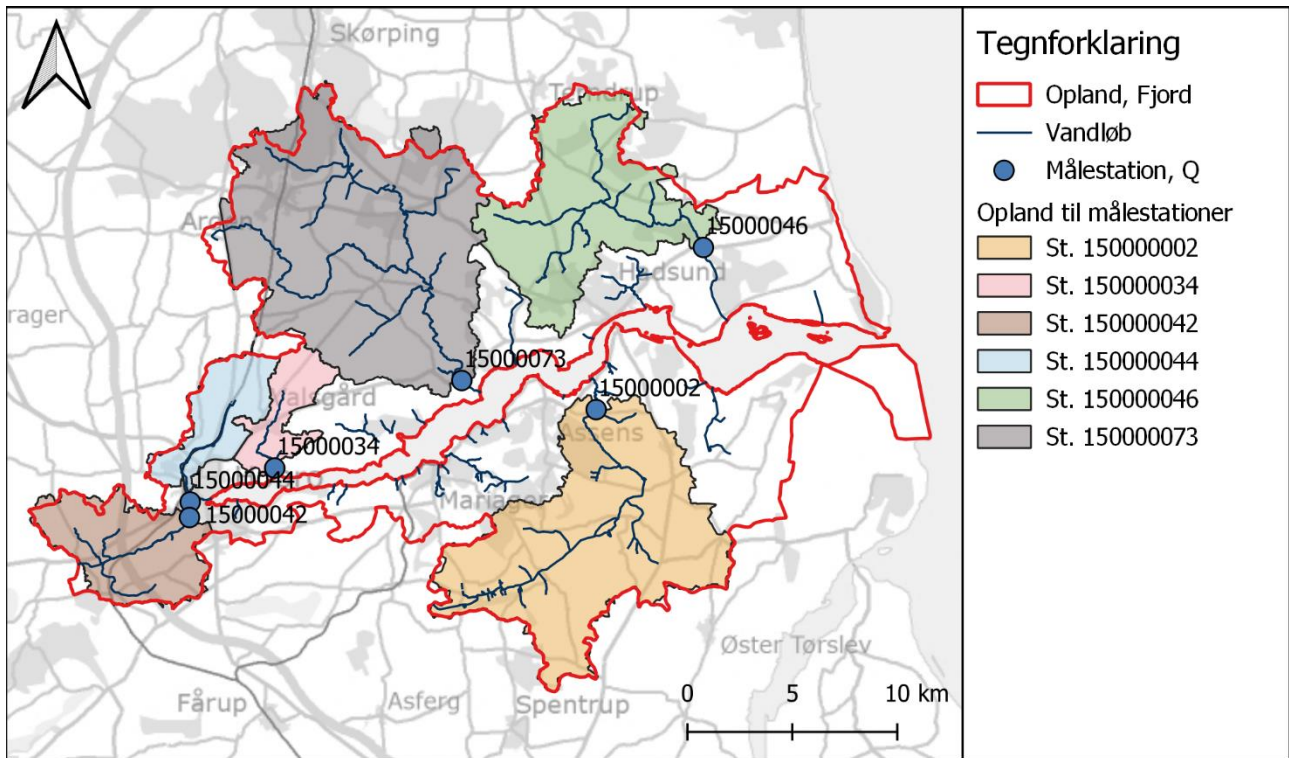 Skørping
Terndrup
Arden
15000046
Hadsund
rager
15000073
15000002
alsgård
Assens
15000034
15000044
Mariager
15000042
Øster Tørslev
0 5 10 km
Fårup
Asferg
Spentrup
Tegnforklaring
Opland, Fjord
Vandløb
Målestation, Q
Opland til målestationer
St. 150000002
St. 150000034
St. 150000042
St. 150000044
St. 150000046
St. 150000073